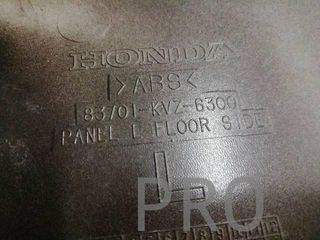 HONDA
>ABS<
83701-KVZ-6300
PANEL L FLOOR SIDE
L
PRO